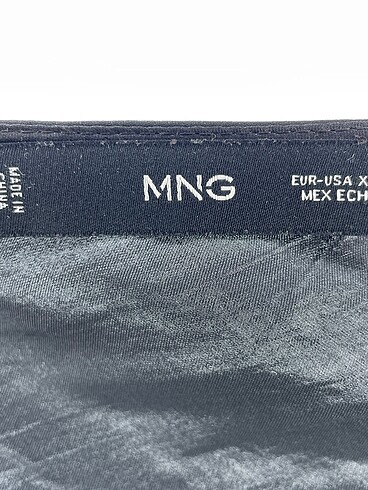 MADE IN
CHINA
MNG
EUR-USA X
MEX ECH